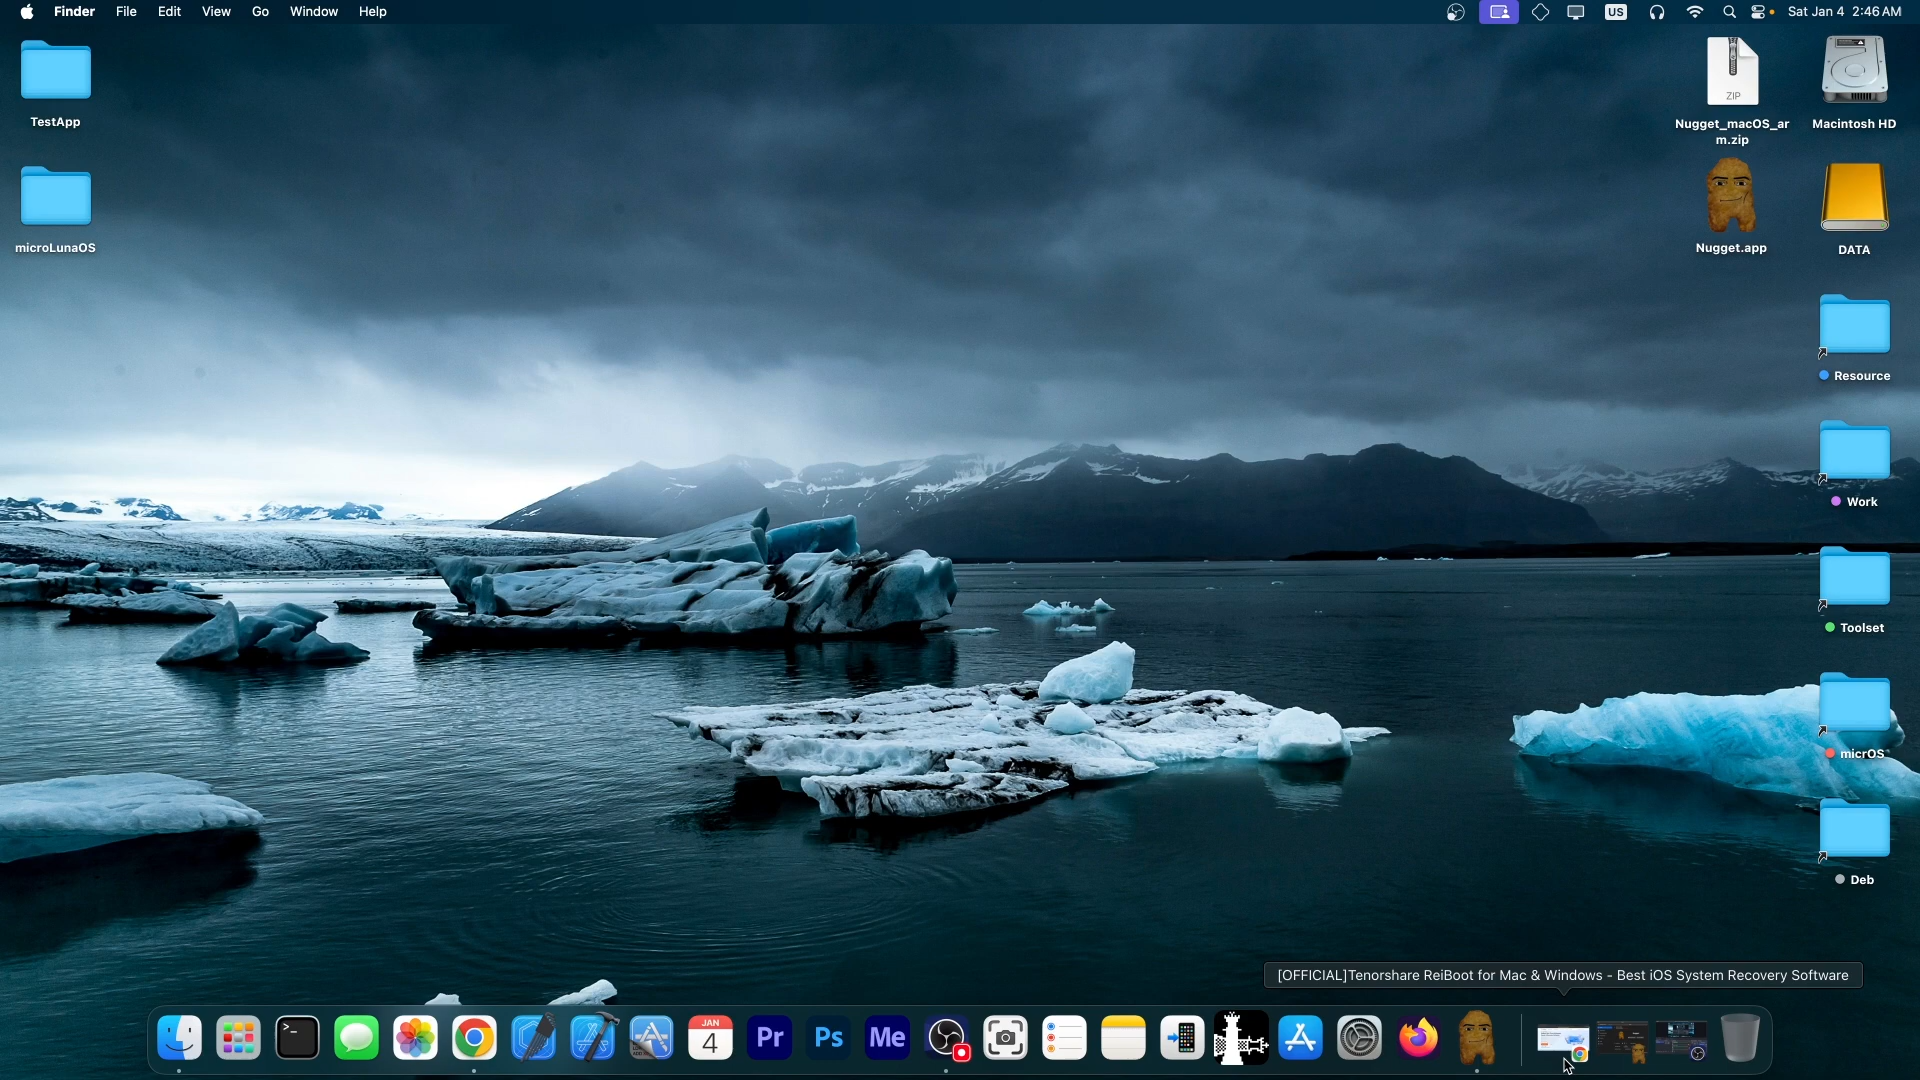 Finder File Edit View Go Window Help
US
Sat Jan 4 2:46 AM
TestApp
microLunaOS
ZIP
Nugget_macOS_ar
m.zip
Macintosh HD
Nugget.app
DATA
Resource
Work
Toolset
micrOS
Deb
[OFFICIAL]Tenorshare ReiBoot for Mac & Windows - Best iOS System Recovery Software
>_
JAN
4
Pr
Ps
Me